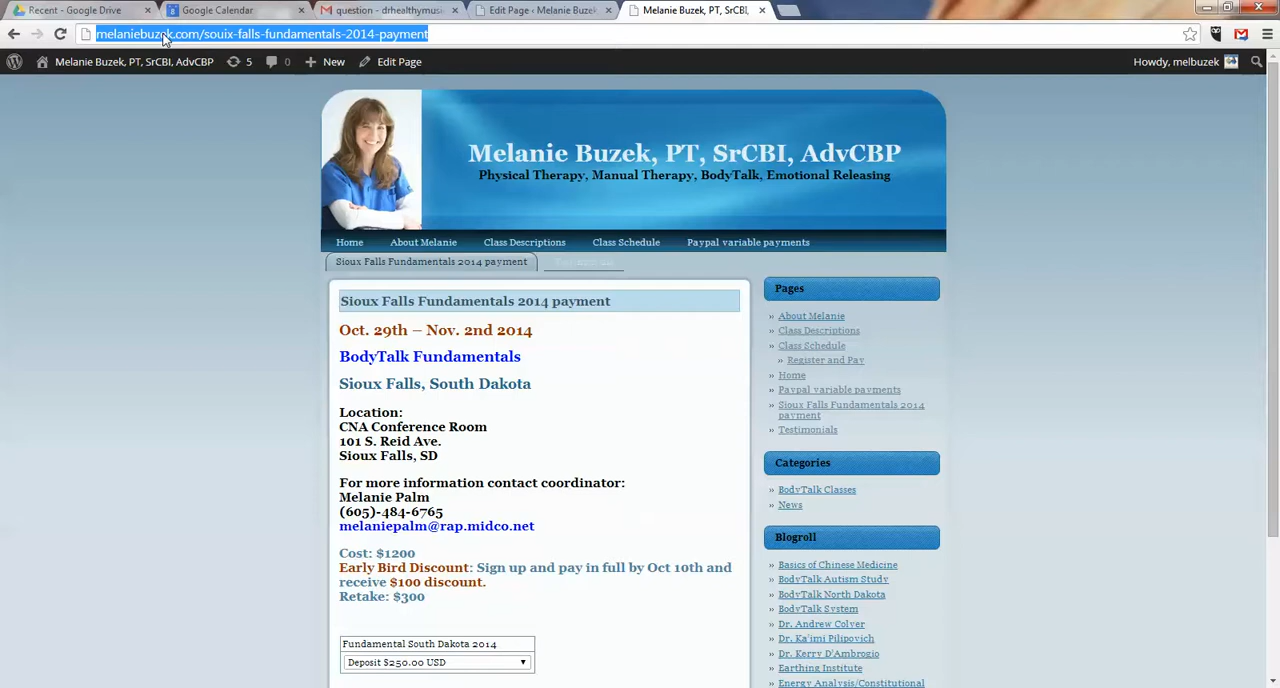 Recent - Google Drive
Google Calendar
question - drhealthymusi
Edit Page ‹ Melanie Buzek
Melanie Buzek, PT, SrCBI,
melaniebuzek.com/souix-falls-fundamentals-2014-payment
Melanie Buzek, PT, SrCBI, AdvCBP
5
0
New
Edit Page
Howdy, melbuzek
Melanie Buzek, PT, SrCBI, AdvCBP
Physical Therapy, Manual Therapy, BodyTalk, Emotional Releasing
Home
About Melanie
Class Descriptions
Class Schedule
Paypal variable payments
Sioux Falls Fundamentals 2014 payment
Sioux Falls Fundamentals 2014 payment
Oct. 29th – Nov. 2nd 2014
BodyTalk Fundamentals
Sioux Falls, South Dakota
Location:
CNA Conference Room
101 S. Reid Ave.
Sioux Falls, SD
For more information contact coordinator:
Melanie Palm
(605)-484-6765
melaniepalm@rap.midco.net
Cost: $1200
Early Bird Discount: Sign up and pay in full by Oct 10th and
receive $100 discount.
Retake: $300
Fundamental South Dakota 2014
Deposit $250.00 USD
Pages
» About Melanie
» Class Descriptions
» Class Schedule
» Register and Pay
» Home
» Paypal variable payments
» Sioux Falls Fundamentals 2014
payment
» Testimonials
Categories
» BodyTalk Classes
» News
Blogroll
» Basics of Chinese Medicine
» BodyTalk Autism Study
» BodyTalk North Dakota
» BodyTalk System
» Dr. Andrew Colyer
» Dr. Ka'imi Pilipovich
» Dr. Kerry D'Ambrogio
» Earthing Institute
» Energy Analysis/Constitutional